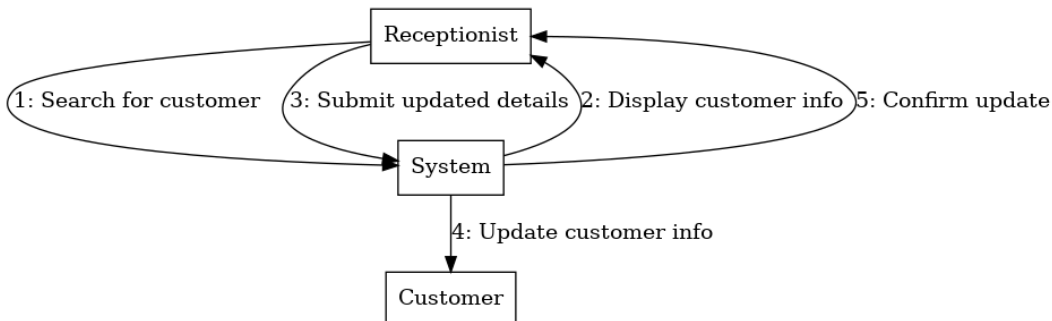 Receptionist
1: Search for customer
3: Submit updated details
2: Display customer info
5: Confirm update
System
4: Update customer info
Customer